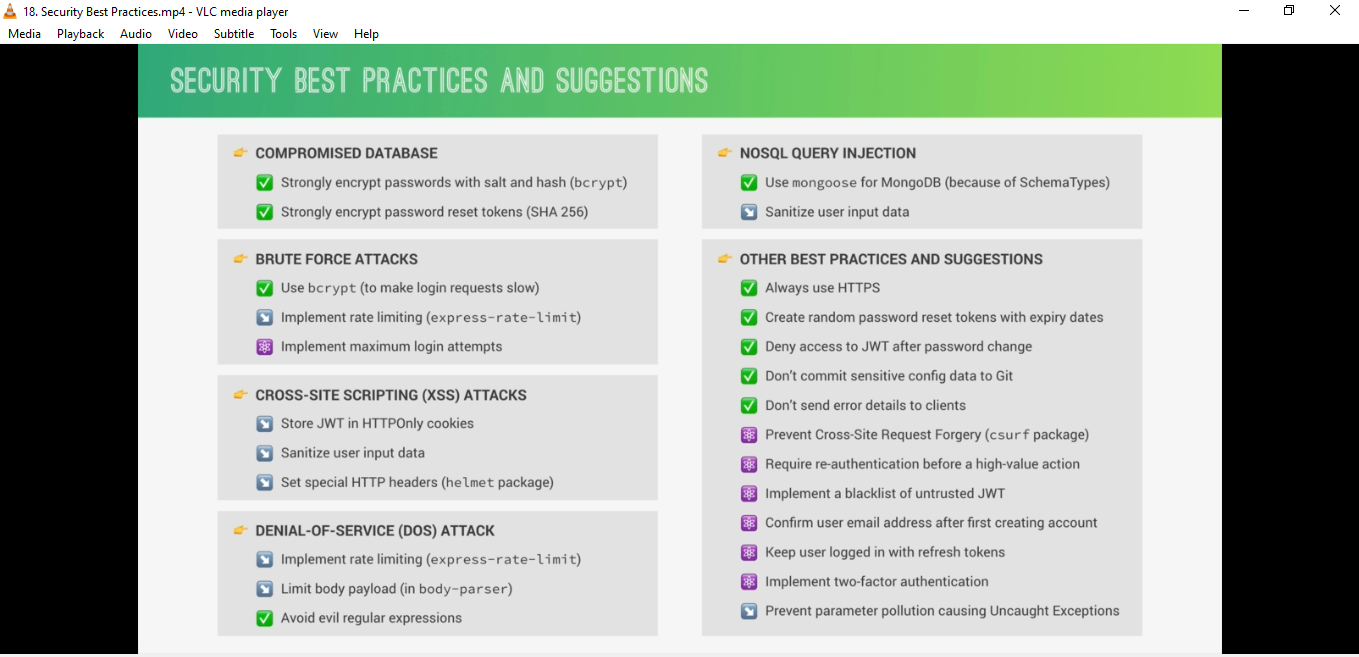 18. Security Best Practices.mp4 - VLC media player
Media Playback Audio Video Subtitle Tools View Help
SECURITY BEST PRACTICES AND SUGGESTIONS
COMPROMISED DATABASE
Strongly encrypt passwords with salt and hash (bcrypt)
Strongly encrypt password reset tokens (SHA 256)
BRUTE FORCE ATTACKS
Use bcrypt (to make login requests slow)
Implement rate limiting (express-rate-limit)
Implement maximum login attempts
CROSS-SITE SCRIPTING (XSS) ATTACKS
Store JWT in HTTPOnly cookies
Sanitize user input data
Set special HTTP headers (helmet package)
DENIAL-OF-SERVICE (DOS) ATTACK
Implement rate limiting (express-rate-limit)
Limit body payload (in body-parser)
Avoid evil regular expressions
NOSQL QUERY INJECTION
Use mongoose for MongoDB (because of SchemaTypes)
Sanitize user input data
OTHER BEST PRACTICES AND SUGGESTIONS
Always use HTTPS
Create random password reset tokens with expiry dates
Deny access to JWT after password change
Don't commit sensitive config data to Git
Don't send error details to clients
Prevent Cross-Site Request Forgery (csurf package)
Require re-authentication before a high-value action
Implement a blacklist of untrusted JWT
Confirm user email address after first creating account
Keep user logged in with refresh tokens
Implement two-factor authentication
Prevent parameter pollution causing Uncaught Exceptions